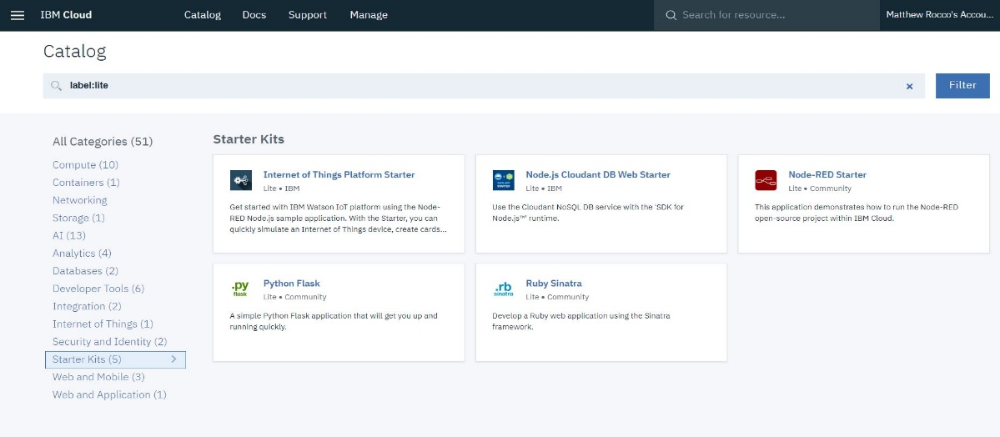 IBM Cloud
Catalog
Docs
Support
Manage
Search for resource...
Matthew Rocco's Accou...
Catalog
label:lite
Filter
All Categories (51)
Compute (10)
Containers (1)
Networking
Storage (1)
AI (13)
Analytics (4)
Databases (2)
Developer Tools (6)
Integration (2)
Internet of Things (1)
Security and Identity (2)
Starter Kits (5)
Web and Mobile (3)
Web and Application (1)
Starter Kits
Internet of Things Platform Starter
Lite • IBM
Get started with IBM Watson IoT platform using the Node-
RED Node.js sample application. With the Starter, you can
quickly simulate an Internet of Things device, create cards...
Node.js Cloudant DB Web Starter
Lite • IBM
Use the Cloudant NoSQL DB service with the 'SDK for
Node.js™' runtime.
Node-RED Starter
Lite • Community
This application demonstrates how to run the Node-RED
open-source project within IBM Cloud.
.py
flask
Python Flask
Lite • Community
A simple Python Flask application that will get you up and
running quickly.
.rb
sinatra
Ruby Sinatra
Lite • Community
Develop a Ruby web application using the Sinatra
framework.